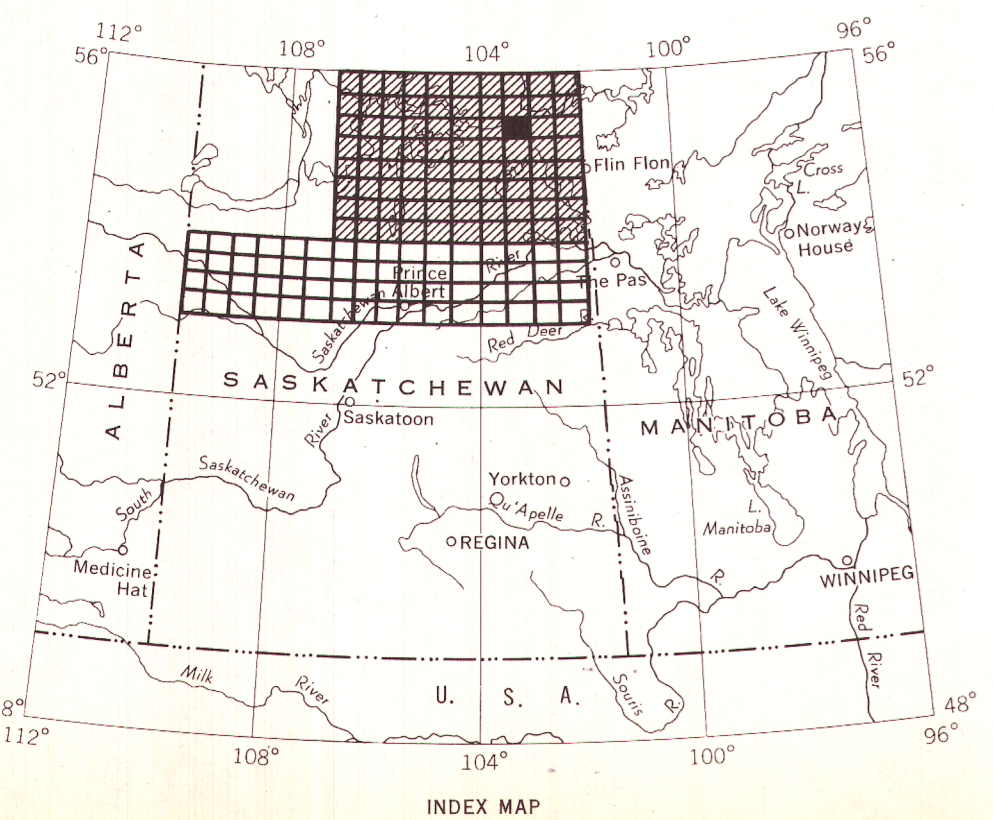 112°
96°
56°
108°
104°
100°
56°
Flin Flon
Cross
L.
Norway
House
River
Prince
Albert
The Pas
Saskatchewan
Red Deer R.
Lake Winnipeg
ALBERTA
52°
SASKATCHEWAN
52°
MANITOBA
Saskatoon
River
Saskatchewan
South
Yorkton
Qu'Apelle R.
Assiniboine
R.
L.
Manitoba
REGINA
Medicine
Hat
WINNIPEG
Red
River
Milk River
U. S. A.
Souris
R.
8°
48°
112°
108°
104°
100°
96°
INDEX MAP